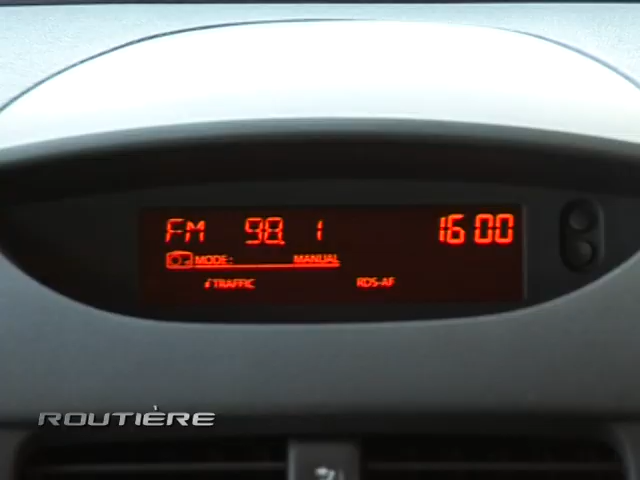 FM 98.1 16:00
MODE: MANUAL
i TRAFFIC RDS-AF
ROUTIÈRE